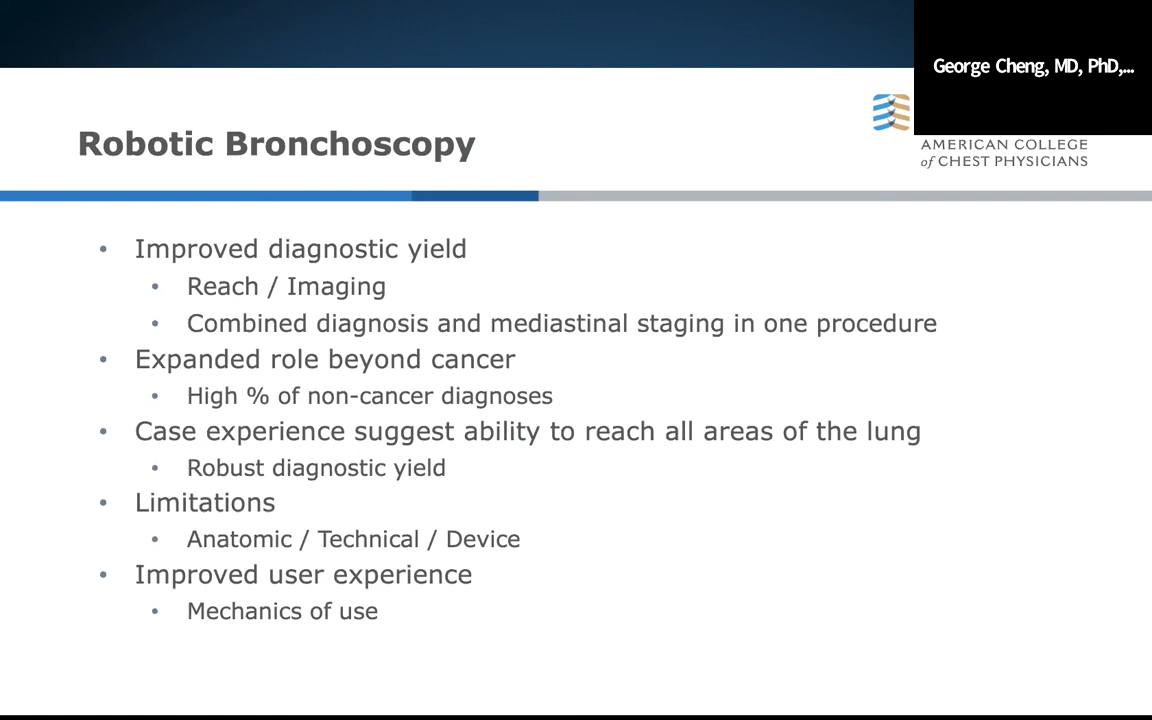 George Cheng, MD, PhD,...
Robotic Bronchoscopy
AMERICAN COLLEGE
of CHEST PHYSICIANS
• Improved diagnostic yield
• Reach / Imaging
• Combined diagnosis and mediastinal staging in one procedure
• Expanded role beyond cancer
• High % of non-cancer diagnoses
• Case experience suggest ability to reach all areas of the lung
• Robust diagnostic yield
• Limitations
• Anatomic / Technical / Device
• Improved user experience
• Mechanics of use